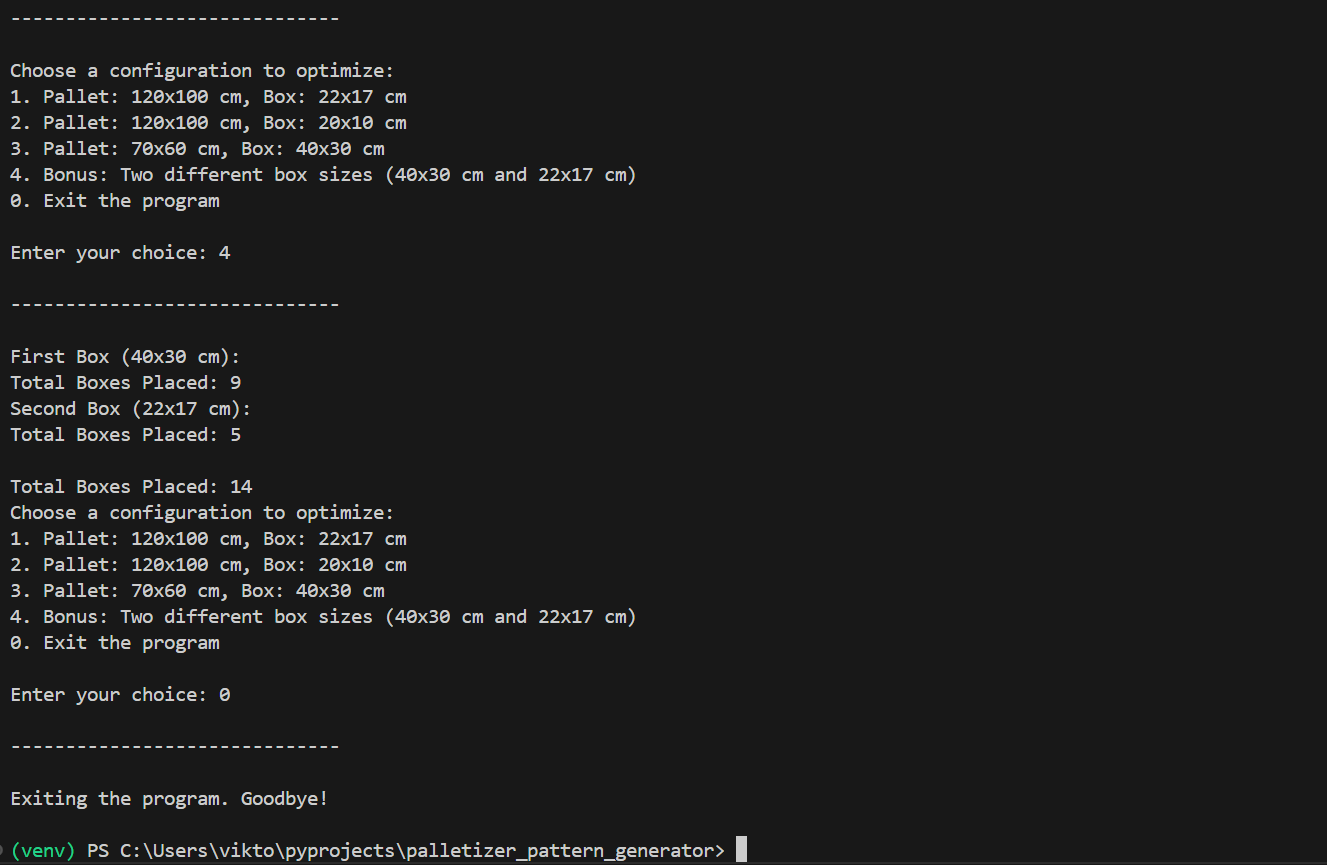 ------------------------------
Choose a configuration to optimize:
1. Pallet: 120x100 cm, Box: 22x17 cm
2. Pallet: 120x100 cm, Box: 20x10 cm
3. Pallet: 70x60 cm, Box: 40x30 cm
4. Bonus: Two different box sizes (40x30 cm and 22x17 cm)
0. Exit the program
Enter your choice: 4
------------------------------
First Box (40x30 cm):
Total Boxes Placed: 9
Second Box (22x17 cm):
Total Boxes Placed: 5
Total Boxes Placed: 14
Choose a configuration to optimize:
1. Pallet: 120x100 cm, Box: 22x17 cm
2. Pallet: 120x100 cm, Box: 20x10 cm
3. Pallet: 70x60 cm, Box: 40x30 cm
4. Bonus: Two different box sizes (40x30 cm and 22x17 cm)
0. Exit the program
Enter your choice: 0
------------------------------
Exiting the program. Goodbye!
(venv) PS C:\Users\vikto\pyprojects\palletizer_pattern_generator>